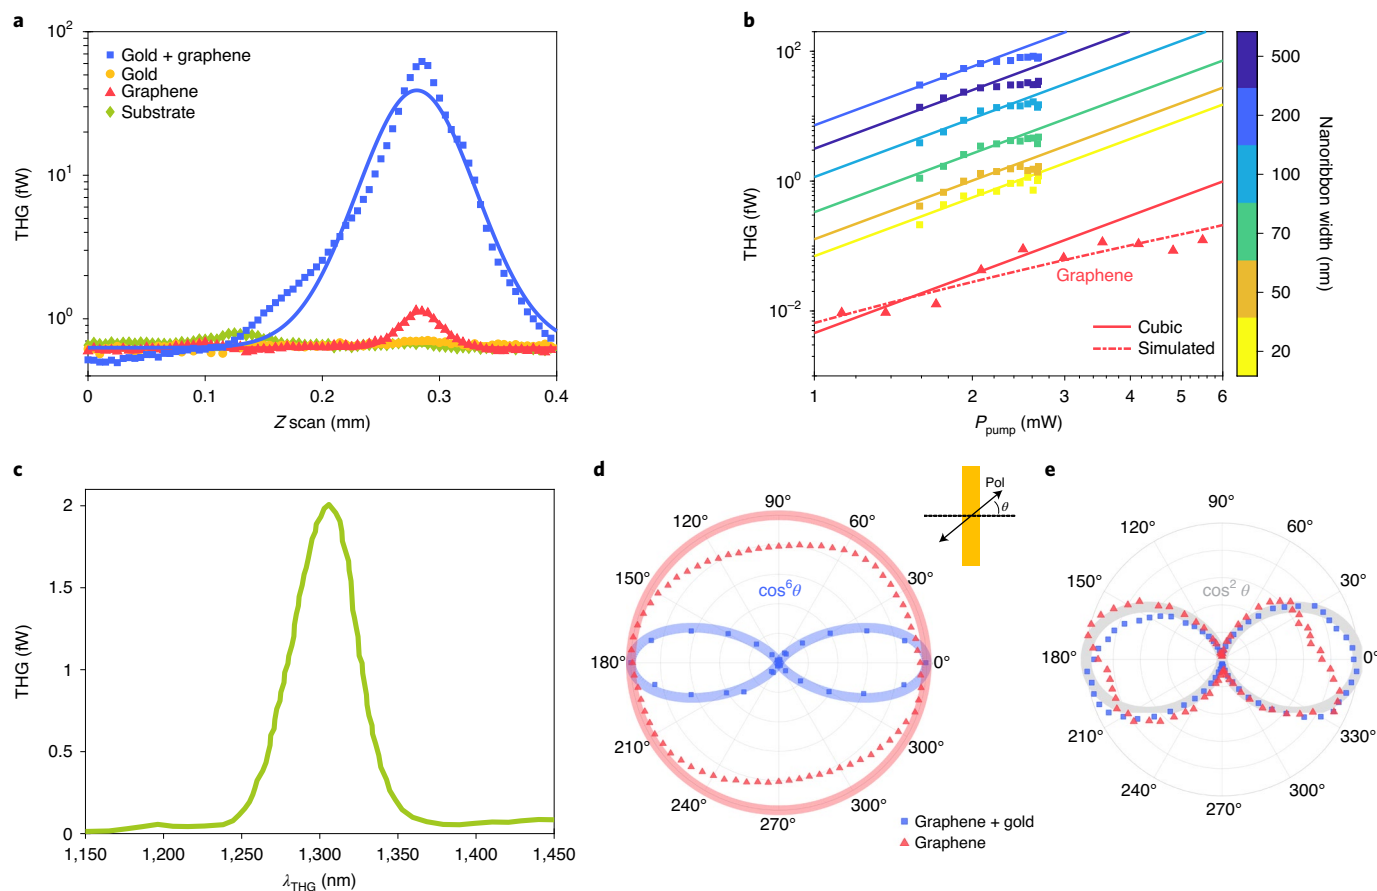 a
10²
10¹
10⁰
THG (fW)
Gold + graphene
Gold
Graphene
Substrate
0
0.1
0.2
0.3
0.4
Z scan (mm)
b
10²
10⁰
10⁻²
THG (fW)
Graphene
Cubic
Simulated
1
2
3
4
5
6
P_pump (mW)
500
200
100
70
50
20
Nanoribbon width (nm)
c
2
1.5
1
0.5
0
THG (fW)
1,150
1,200
1,250
1,300
1,350
1,400
1,450
λ_THG (nm)
d
Pol
θ
90°
120°
60°
150°
30°
cos⁶θ
180°
0°
210°
300°
240°
300°
270°
Graphene + gold
Graphene
e
90°
120°
60°
150°
30°
cos² θ
180°
0°
210°
330°
240°
300°
270°